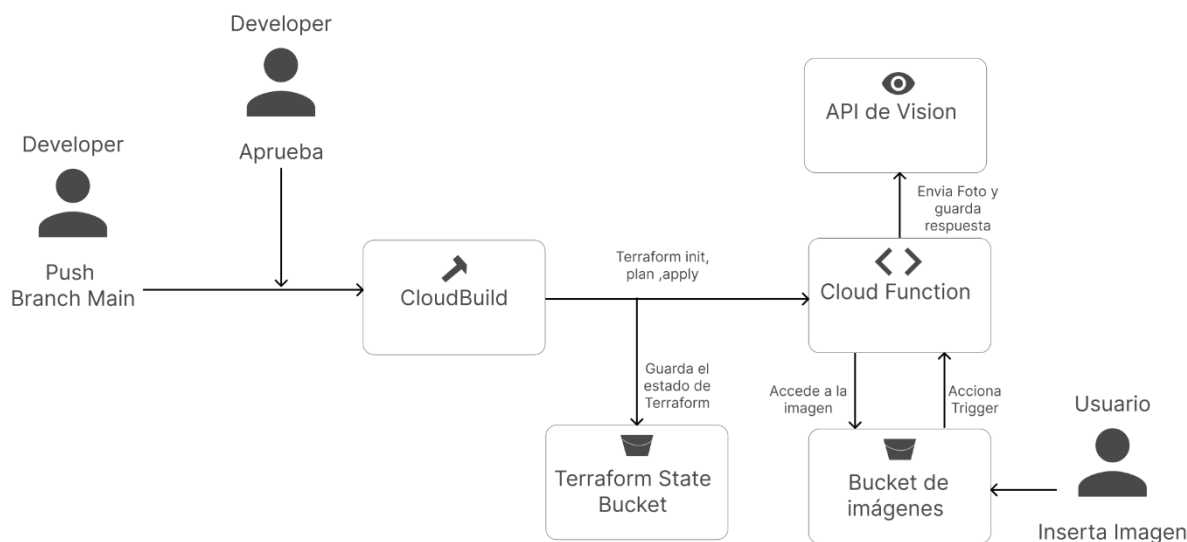 Developer
Aprueba
Developer
Push
Branch Main
CloudBuild
Terraform init,
plan ,apply
Guarda el
estado de
Terraform
Terraform State
Bucket
API de Vision
Envia Foto y
guarda
respuesta
Cloud Function
Accede a la
imagen
Acciona
Trigger
Bucket de
imágenes
Usuario
Inserta Imagen